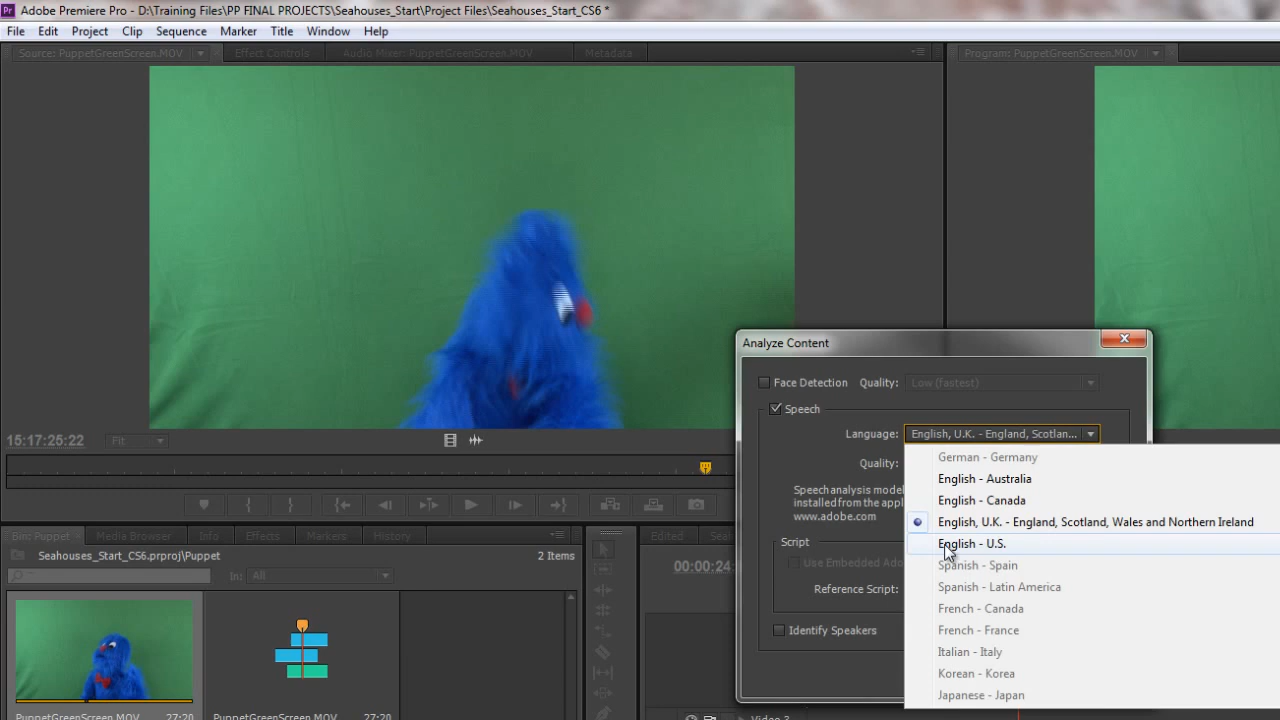 Adobe Premiere Pro - D:\Training Files\PP FINAL PROJECTS\Seahouses_Start\Project Files\Seahouses_Start_CS6 *
File Edit Project Clip Sequence Marker Title Window Help
Source: PuppetGreenScreen.MOV Effect Controls Audio Mixer: PuppetGreenScreen.MOV Metadata Program: PuppetGreenScreen.MOV
Analyze Content
Face Detection Quality: Low (fastest)
Speech
Language: English, U.K. - England, Scotlan...
15:17:25:22 Fit
Quality:
German - Germany
English - Australia
English - Canada
English, U.K. - England, Scotland, Wales and Northern Ireland
English - U.S.
Spanish - Spain
Spanish - Latin America
French - Canada
French - France
Italian - Italy
Korean - Korea
Japanese - Japan
Speech analysis model
installed from the appl
www.adobe.com
Script
Use Embedded Ado
Reference Script:
Identify Speakers
Bin: Puppet Media Browser Info Effects Markers History Edited
Seahouses_Start_CS6.prproj\Puppet 2 Items
In: All
00:00:24
PuppetGreenScreen.MOV 27:20 PuppetGreenScreen.MOV 27:20
Video 3